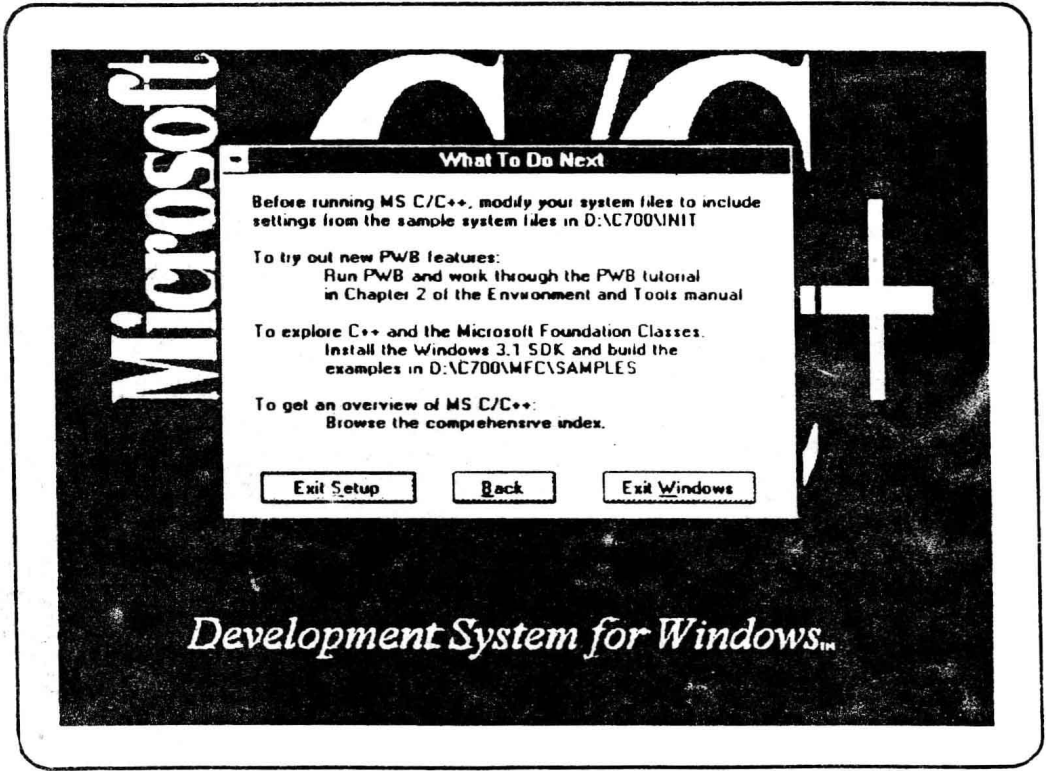 Microsoft
C/C++
What To Do Next
Before running MS C/C++, modify your system files to include
settings from the sample system files in D:\C700\INIT
To try out new PWB features:
Run PWB and work through the PWB tutorial
in Chapter 2 of the Environment and Tools manual
To explore C++ and the Microsoft Foundation Classes.
Install the Windows 3.1 SDK and build the
examples in D:\C700\MFC\SAMPLES
To get an overview of MS C/C++:
Browse the comprehensive index.
Exit Setup
Back
Exit Windows
Development System for Windows™